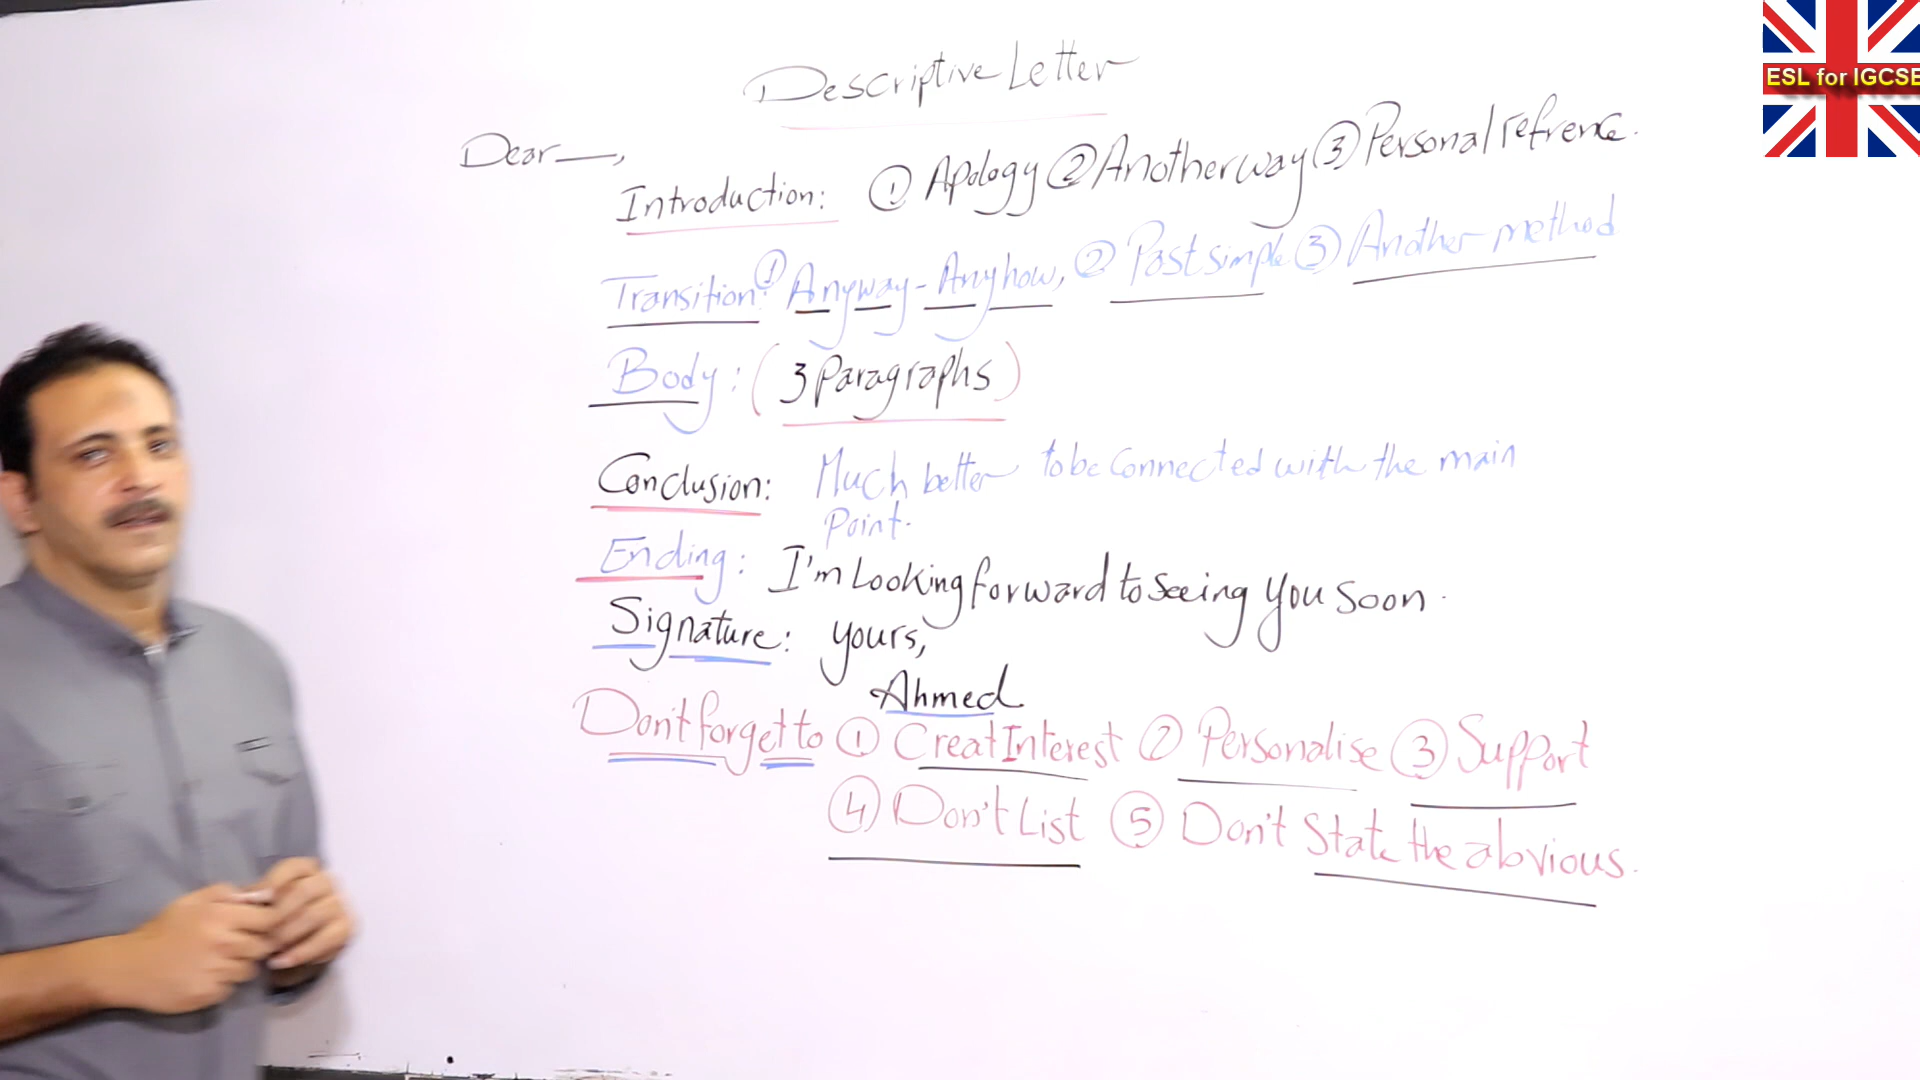 Descriptive Letter
ESL for IGCSE
Dear —,
Introduction: ① Apology ② Another way ③ Personal refrence.
Transition: ① Anyway - Anyhow, ② Past simple ③ Another method
Body: (3 Paragraphs)
Conclusion: Much better to be connected with the main
Point.
Ending: I'm Looking forward to seeing you soon.
Signature: yours,
Ahmed
Don't forget to ① Creat Interest ② Personalise ③ Support
④ Don't List ⑤ Don't State the abvious.